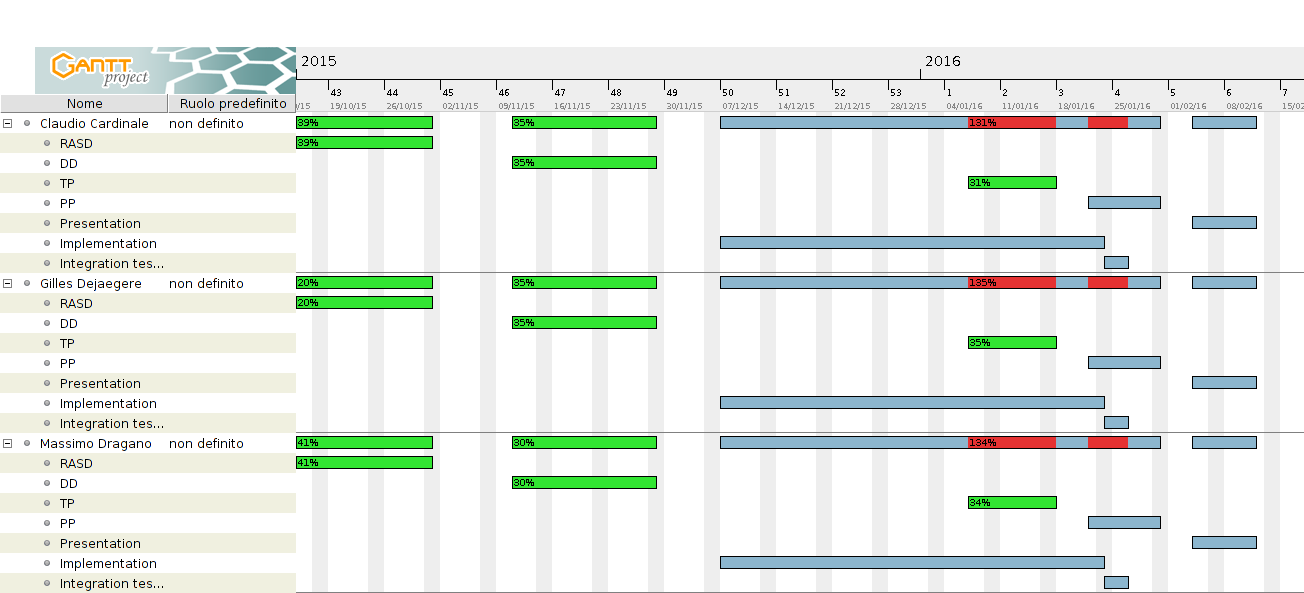 GANTT project
2015 2016
43 44 45 46 47 48 49 50 51 52 53 1 2 3 4 5 6 7
/15 19/10/15 26/10/15 02/11/15 09/11/15 16/11/15 23/11/15 30/11/15 07/12/15 14/12/15 21/12/15 28/12/15 04/01/16 11/01/16 18/01/16 25/01/16 01/02/16 08/02/16 15/02
Nome Ruolo predefinito
Claudio Cardinale non definito 39% 35% 131%
RASD 39%
DD 35%
TP 31%
PP
Presentation
Implementation
Integration tes...
Gilles Dejaegere non definito 20% 35% 135%
RASD 20%
DD 35%
TP 35%
PP
Presentation
Implementation
Integration tes...
Massimo Dragano non definito 41% 30% 134%
RASD 41%
DD 30%
TP 34%
PP
Presentation
Implementation
Integration tes...